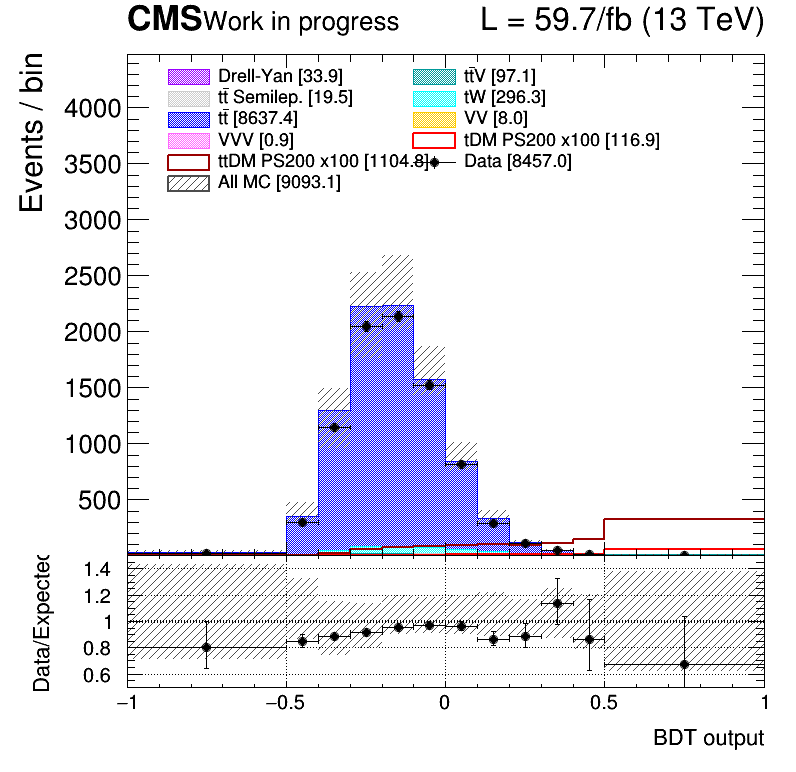 CMS Work in progress L = 59.7/fb (13 TeV)
Events / bin
Drell-Yan [33.9] tt̄V [97.1]
tt̄ Semilep. [19.5] tW [296.3]
tt̄ [8637.4] VV [8.0]
VVV [0.9] tDM PS200 x100 [116.9]
ttDM PS200 x100 [1104.8] Data [8457.0]
All MC [9093.1]
4000
3500
3000
2500
2000
1500
1000
500
Data/Expected
1.4
1.2
1
0.8
0.6
−1 −0.5 0 0.5 1
BDT output